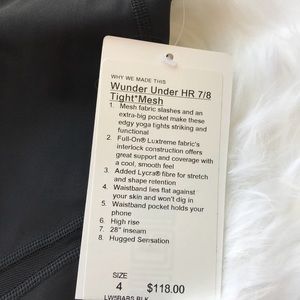 WHY WE MADE THIS
Wunder Under HR 7/8
Tight*Mesh
1. Mesh fabric slashes and an
extra-big pocket make these
edgy yoga tights striking and
functional
2. Full-On® Luxtreme fabric's
interlock construction offers
great support and coverage with
a cool, smooth feel
3. Added Lycra® fibre for stretch
and shape retention
4. Waistband lies flat against
your skin and won't dig in
5. Waistband pocket holds your
phone
6. High rise
7. 28" inseam
8. Hugged Sensation
SIZE
4 $118.00
BLK